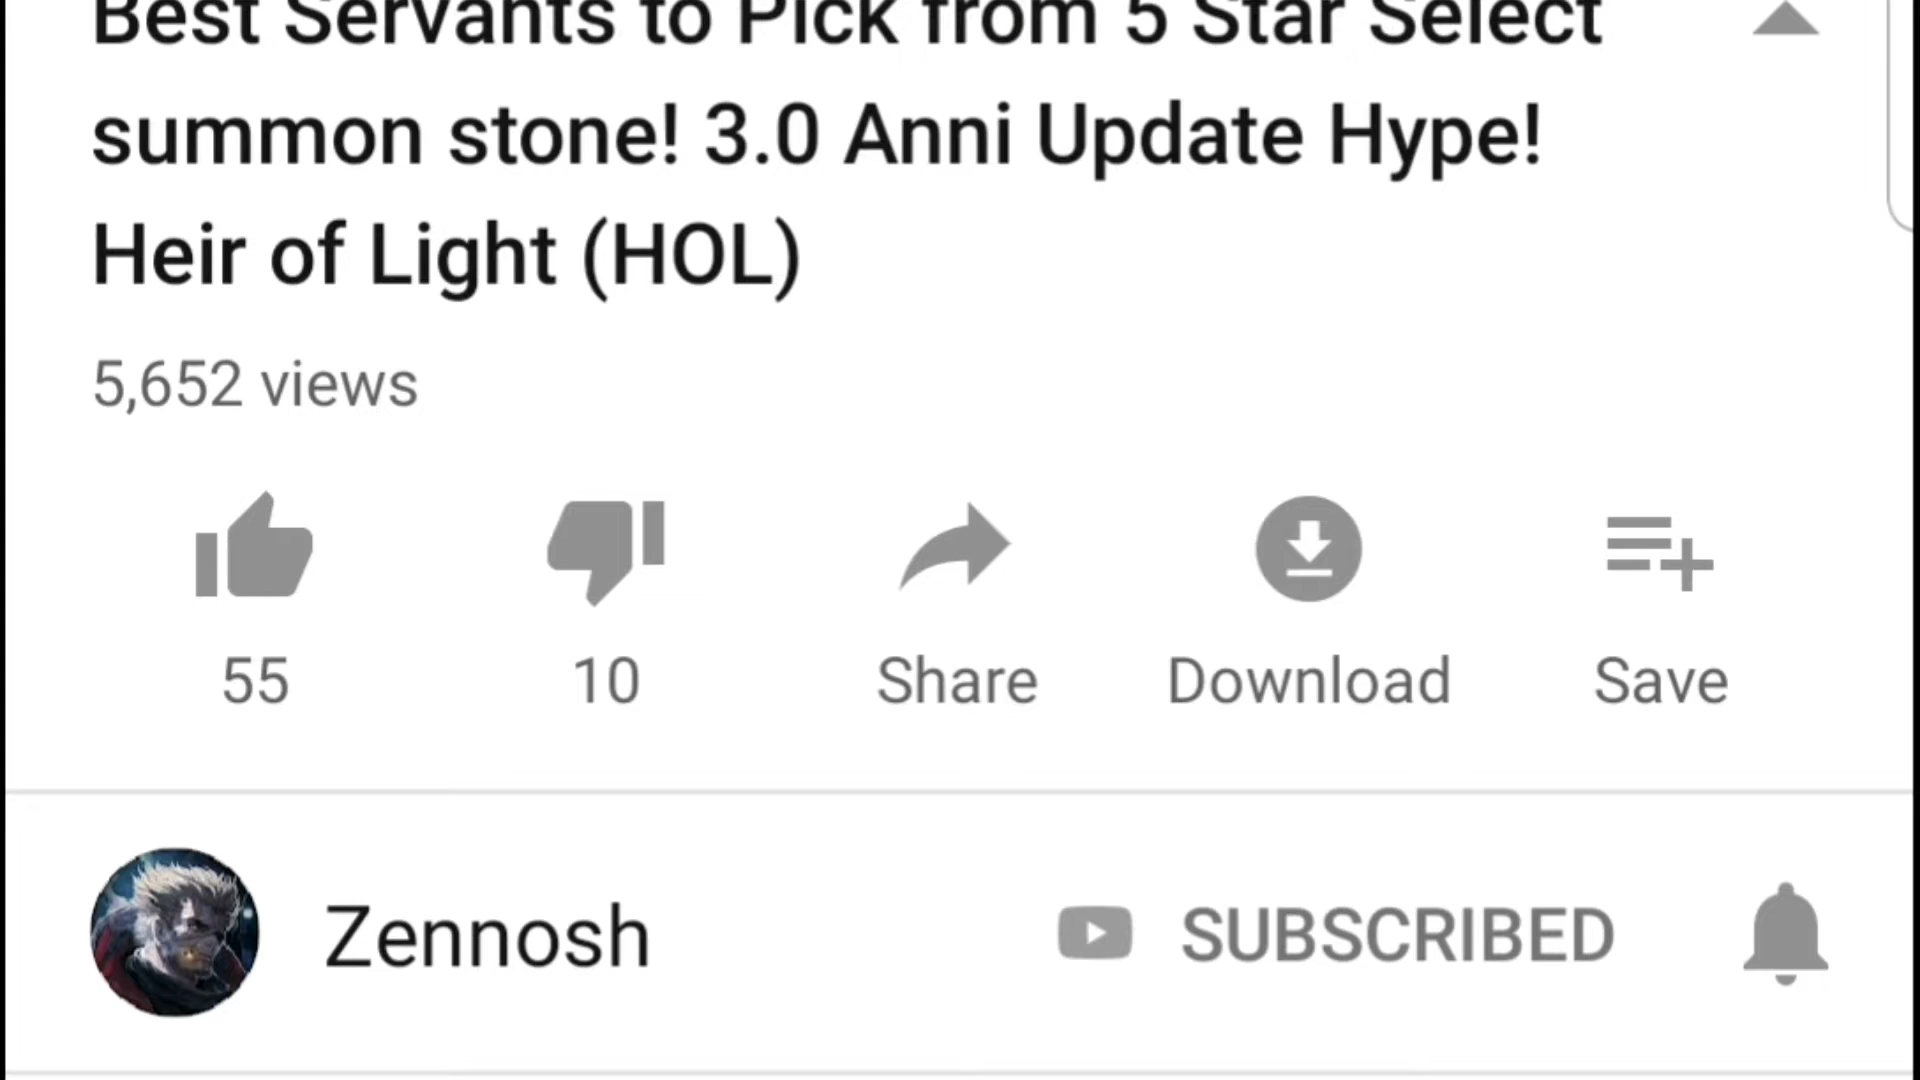 Best Servants to Pick from 5 Star Select
summon stone! 3.0 Anni Update Hype!
Heir of Light (HOL)
5,652 views
55
10
Share
Download
Save
Zennosh
SUBSCRIBED